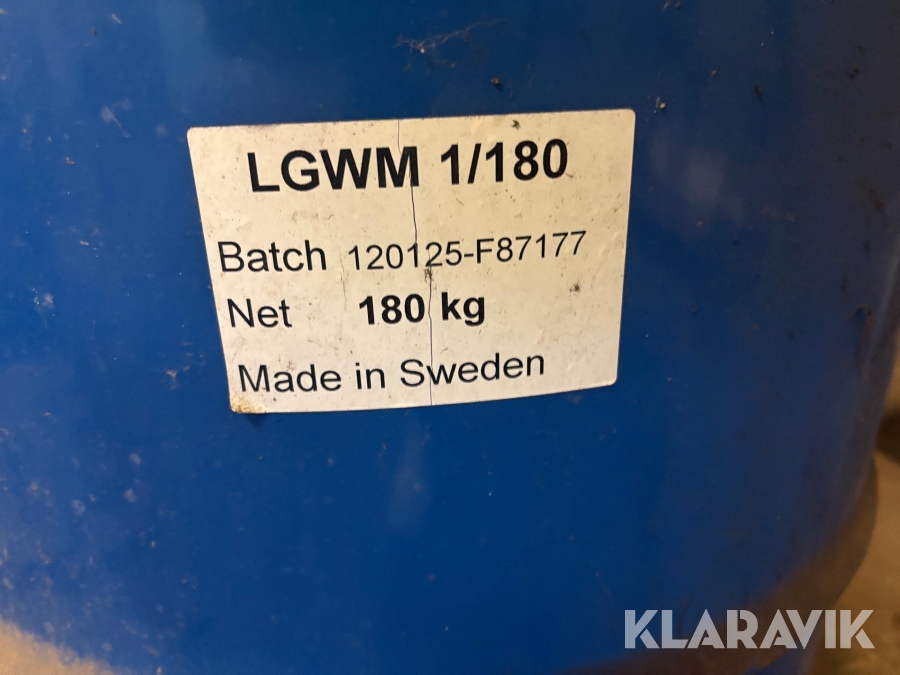 LGWM 1/180
Batch 120125-F87177
Net 180 kg
Made in Sweden
KLARAVIK